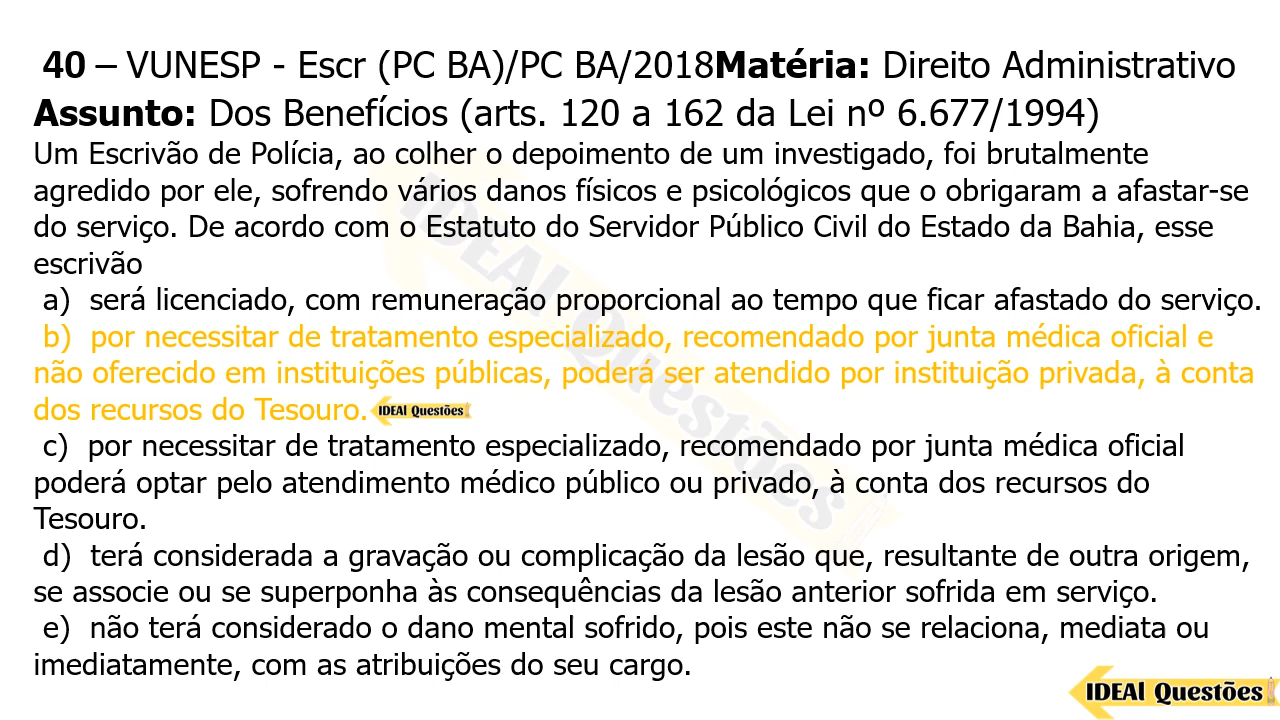 40 – VUNESP - Escr (PC BA)/PC BA/2018Matéria: Direito Administrativo
Assunto: Dos Benefícios (arts. 120 a 162 da Lei nº 6.677/1994)
Um Escrivão de Polícia, ao colher o depoimento de um investigado, foi brutalmente
agredido por ele, sofrendo vários danos físicos e psicológicos que o obrigaram a afastar-se
do serviço. De acordo com o Estatuto do Servidor Público Civil do Estado da Bahia, esse
escrivão
a) será licenciado, com remuneração proporcional ao tempo que ficar afastado do serviço.
b) por necessitar de tratamento especializado, recomendado por junta médica oficial e
não oferecido em instituições públicas, poderá ser atendido por instituição privada, à conta
dos recursos do Tesouro. IDEAl Questões
c) por necessitar de tratamento especializado, recomendado por junta médica oficial
poderá optar pelo atendimento médico público ou privado, à conta dos recursos do
Tesouro.
d) terá considerada a gravação ou complicação da lesão que, resultante de outra origem,
se associe ou se superponha às consequências da lesão anterior sofrida em serviço.
e) não terá considerado o dano mental sofrido, pois este não se relaciona, mediata ou
imediatamente, com as atribuições do seu cargo.
IDEAl Questões
IDEAl Questões